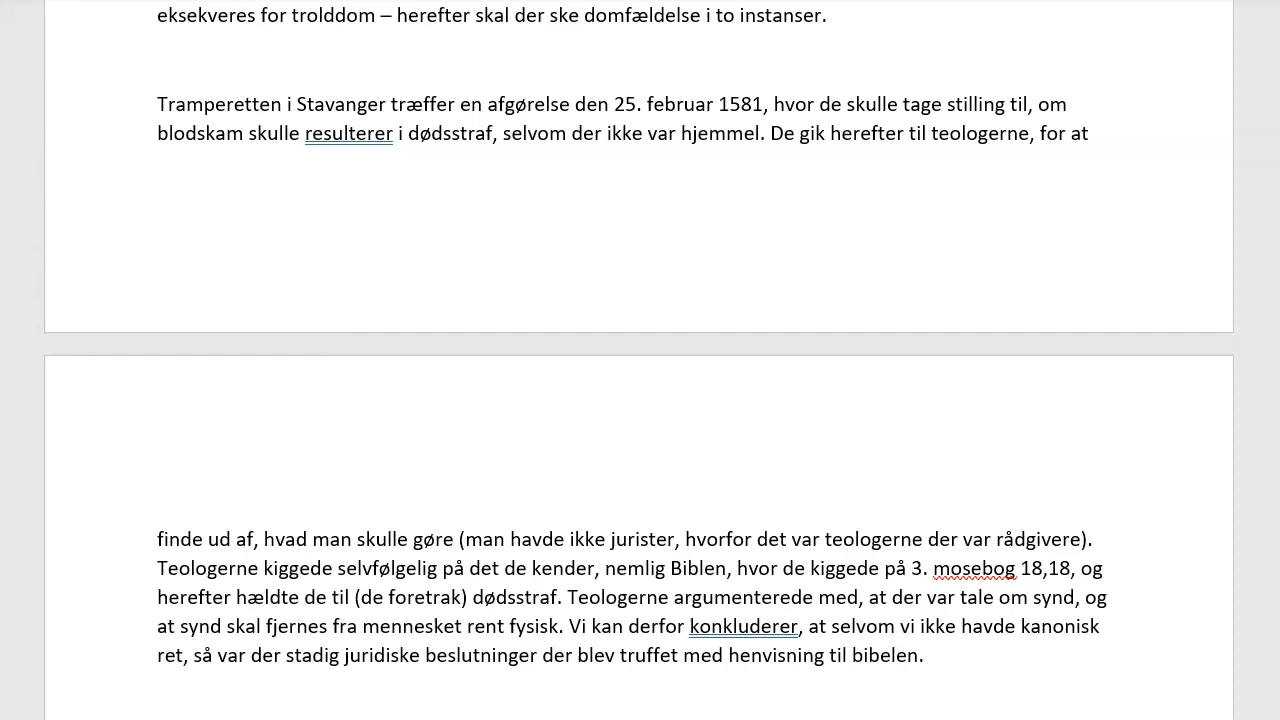 eksekveres for trolddom – herefter skal der ske domfældelse i to instanser.
Tramperetten i Stavanger træffer en afgørelse den 25. februar 1581, hvor de skulle tage stilling til, om
blodskam skulle resulterer i dødsstraf, selvom der ikke var hjemmel. De gik herefter til teologerne, for at
finde ud af, hvad man skulle gøre (man havde ikke jurister, hvorfor det var teologerne der var rådgivere).
Teologerne kiggede selvfølgelig på det de kender, nemlig Biblen, hvor de kiggede på 3. mosebog 18,18, og
herefter hældte de til (de foretrak) dødsstraf. Teologerne argumenterede med, at der var tale om synd, og
at synd skal fjernes fra mennesket rent fysisk. Vi kan derfor konkluderer, at selvom vi ikke havde kanonisk
ret, så var der stadig juridiske beslutninger der blev truffet med henvisning til bibelen.